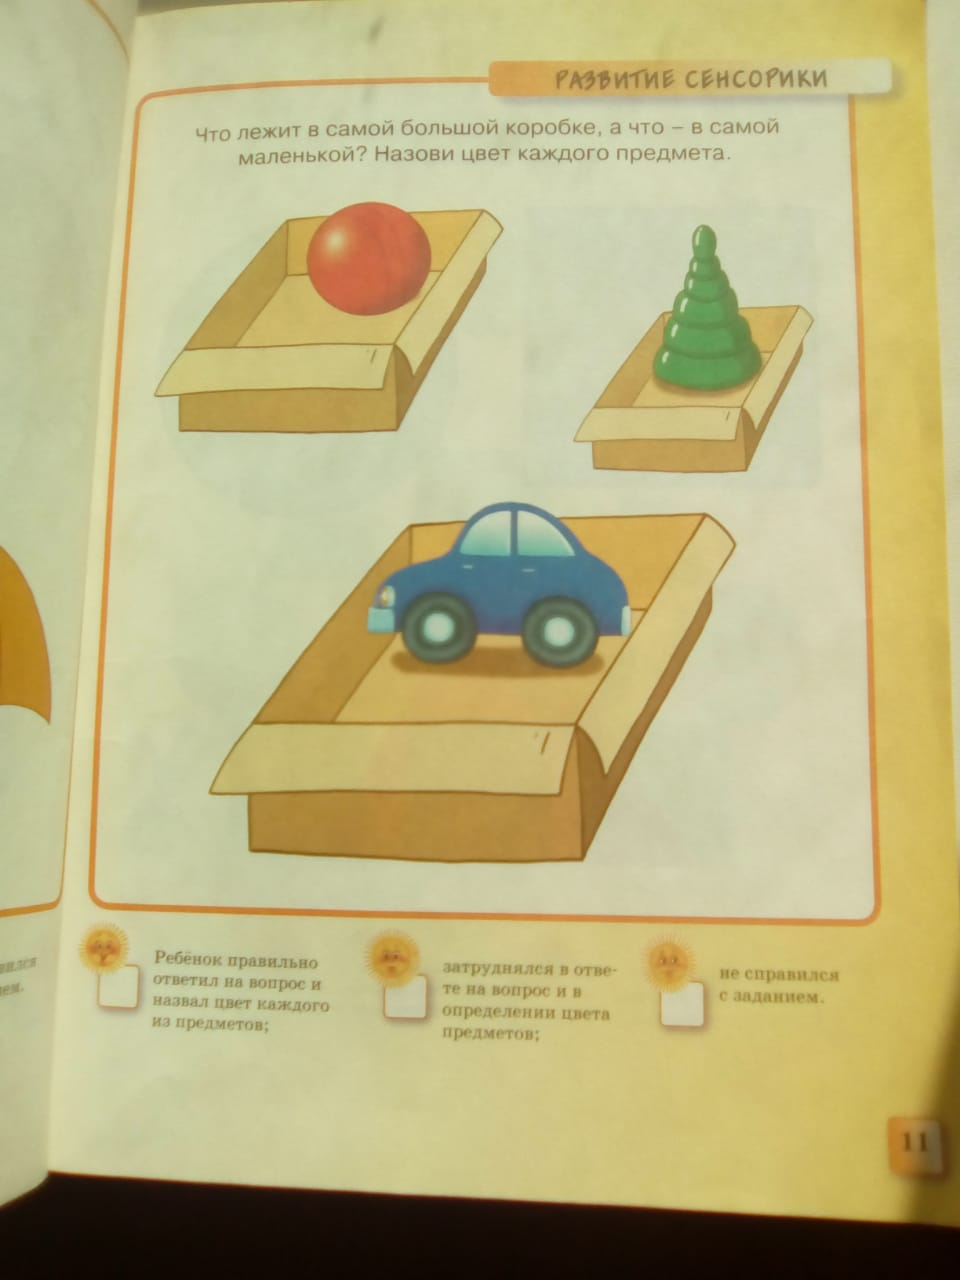 РАЗВИТИЕ СЕНСОРИКИ
Что лежит в самой большой коробке, а что – в самой
маленькой? Назови цвет каждого предмета.
Ребёнок правильно
ответил на вопрос и
назвал цвет каждого
из предметов;
затруднялся в отве-
те на вопрос и в
определении цвета
предметов;
не справился
с заданием.
11